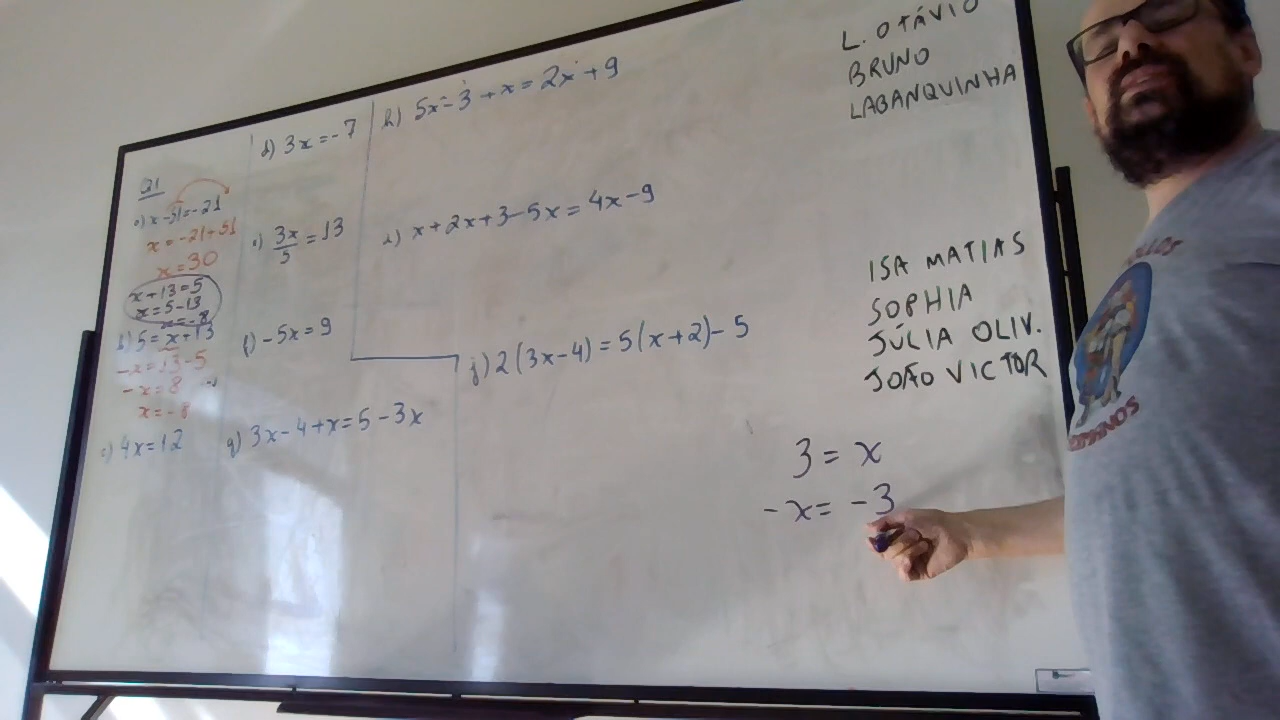 Q1
a) x-51=-21
x = -21+51
x = 30
x+13=5
x=5-13
x=-8
b) 5=x+13
-x=13-5
-x=8
x=-8
c) 4x=12
d) 3x=-7
e) 3x/5 = 13
f) -5x=9
g) 3x-4+x=5-3x
h) 5x-3+x=2x+9
i) x+2x+3-5x=4x-9
j) 2(3x-4)=5(x+2)-5
L. OTÁVIO
BRUNO
LABANQUINHA
ISA MATIAS
SOPHIA
JÚLIA OLIV.
JOÃO VICTOR
3 = x
-x = -3